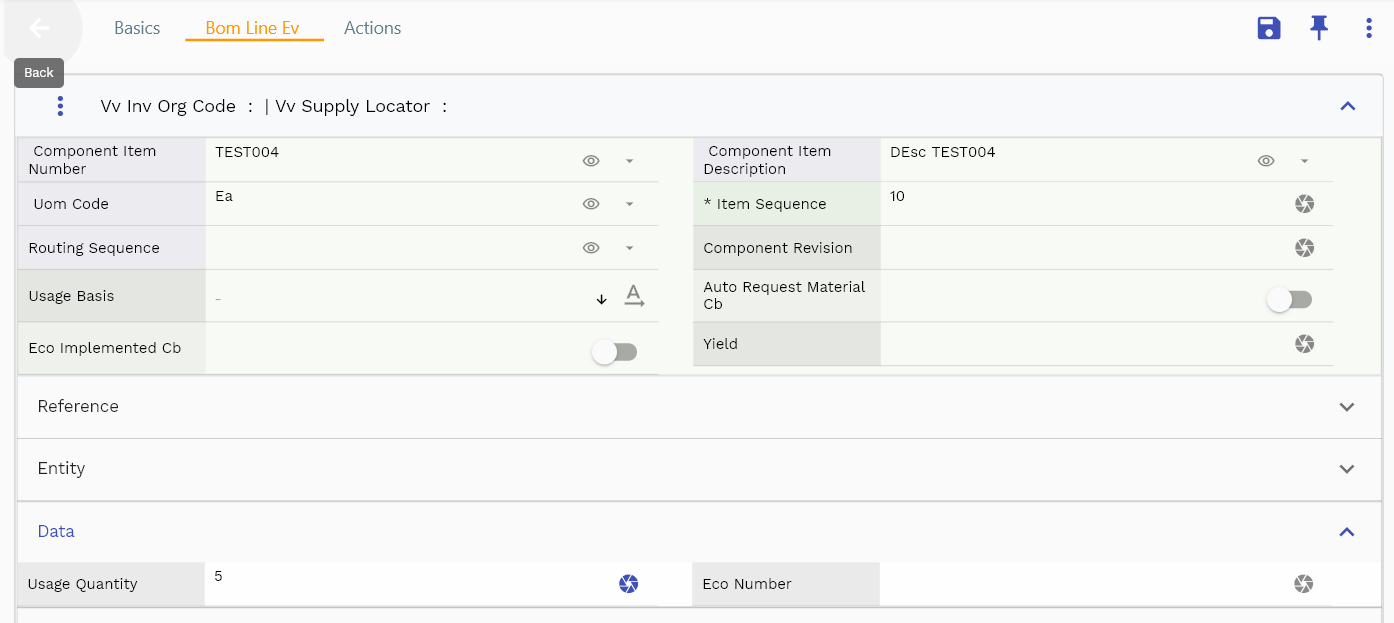 Basics
Bom Line Ev
Actions
Back
Vv Inv Org Code : | Vv Supply Locator :
Component Item
Number
TEST004
Component Item
Description
DEsc TEST004
Uom Code
Ea
* Item Sequence
10
Routing Sequence
Component Revision
Usage Basis
-
A
Auto Request Material
Cb
Eco Implemented Cb
Yield
Reference
Entity
Data
Usage Quantity
5
Eco Number